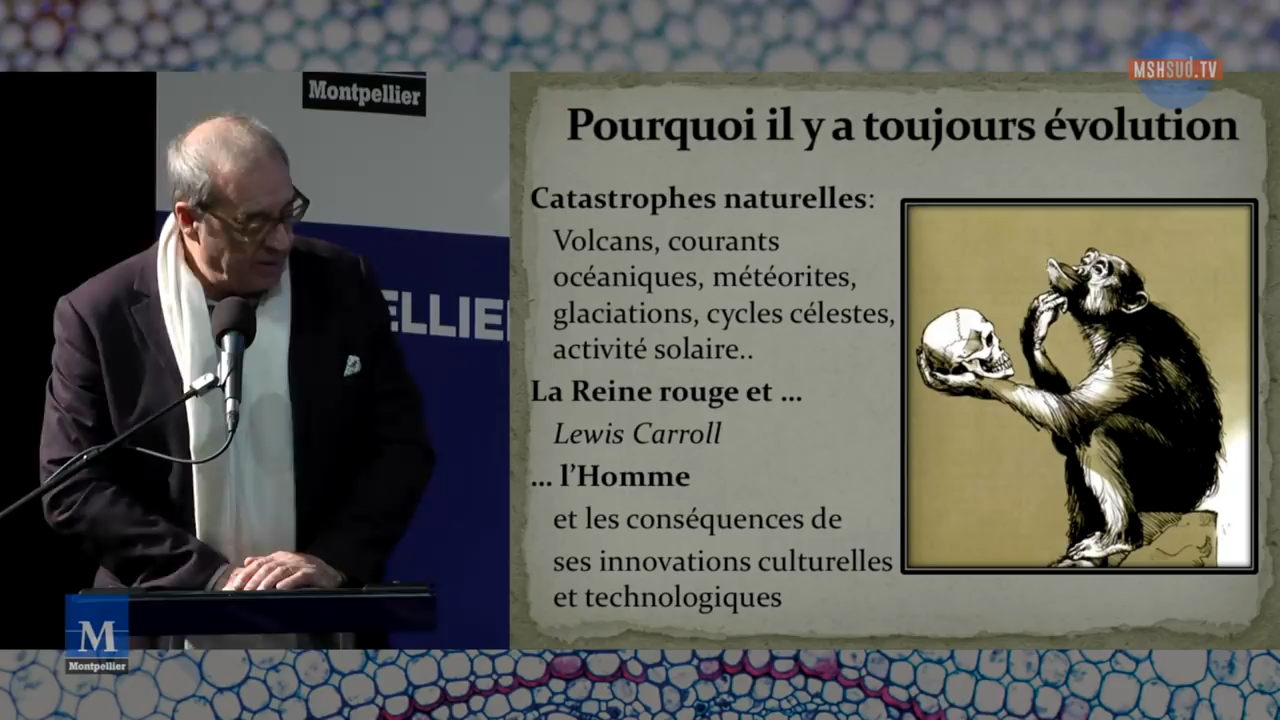 MSHSUD.TV
Montpellier
ELLIE
Pourquoi il y a toujours évolution
Catastrophes naturelles:
Volcans, courants
océaniques, météorites,
glaciations, cycles célestes,
activité solaire..
La Reine rouge et ...
Lewis Carroll
... l'Homme
et les conséquences de
ses innovations culturelles
et technologiques
M
Montpellier